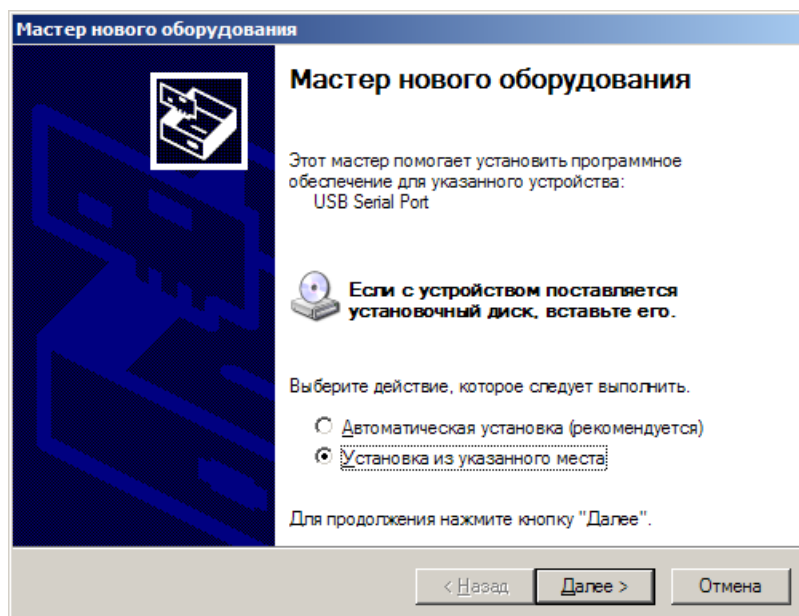 Мастер нового оборудования
Мастер нового оборудования
Этот мастер помогает установить программное
обеспечение для указанного устройства:
USB Serial Port
Если с устройством поставляется
установочный диск, вставьте его.
Выберите действие, которое следует выполнить.
Автоматическая установка (рекомендуется)
Установка из указанного места
Для продолжения нажмите кнопку "Далее".
< Назад Далее > Отмена